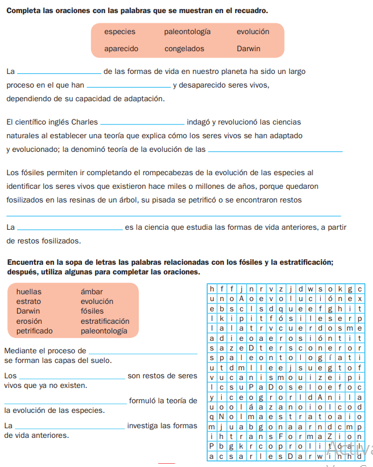 Completa las oraciones con las palabras que se muestran en el recuadro.
especies paleontología evolución
aparecido congelados Darwin
La de las formas de vida en nuestro planeta ha sido un largo
proceso en el que han y desaparecido seres vivos,
dependiendo de su capacidad de adaptación.
El científico inglés Charles indagó y revolucionó las ciencias
naturales al establecer una teoría que explica cómo los seres vivos se han adaptado
y evolucionado; la denominó teoría de la evolución de las
Los fósiles permiten ir completando el rompecabezas de la evolución de las especies al
identificar los seres vivos que existieron hace miles o millones de años, porque quedaron
fosilizados en las resinas de un árbol, su pisada se petrificó o se encontraron restos
La es la ciencia que estudia las formas de vida anteriores, a partir
de restos fosilizados.
Encuentra en la sopa de letras las palabras relacionadas con los fósiles y la estratificación;
después, utiliza algunas para completar las oraciones.
huellas ámbar
estrato evolución
Darwin fósiles
erosión estratificación
petrificado paleontología
Mediante el proceso de
se forman las capas del suelo.
Los son restos de seres
vivos que ya no existen.
formuló la teoría de
la evolución de las especies.
La investiga las formas
de vida anteriores.
h f f j n r v z j d w s o k g c
u n o A o e v o l u c i ó n e x
e b s c l s d q u e e f g h i t
l k i p i t f ó s i l e s e r p
l a l a t r v c u e r d o s m e
a d i e o a e r o s i ó n t i t
s a z e D t e r s c o n e r o r
s p a l e o n t o l o g í a t i
u t d m l l e e j s u e g t o f
v u c a n i s m o u i z e i p i
l c s u P a D o s e l o e f o c
y i c e o g r o r l d A n i l a
u o o l á a z a n o i o l c o d
q N o l m a e s t r a t o a i o
m j u a b g o n a a r n d c m p
i h t r a n s F o r m a Z i o n
P b g k r c o p r o l i t
a c s a r l e s D a r w i n h d